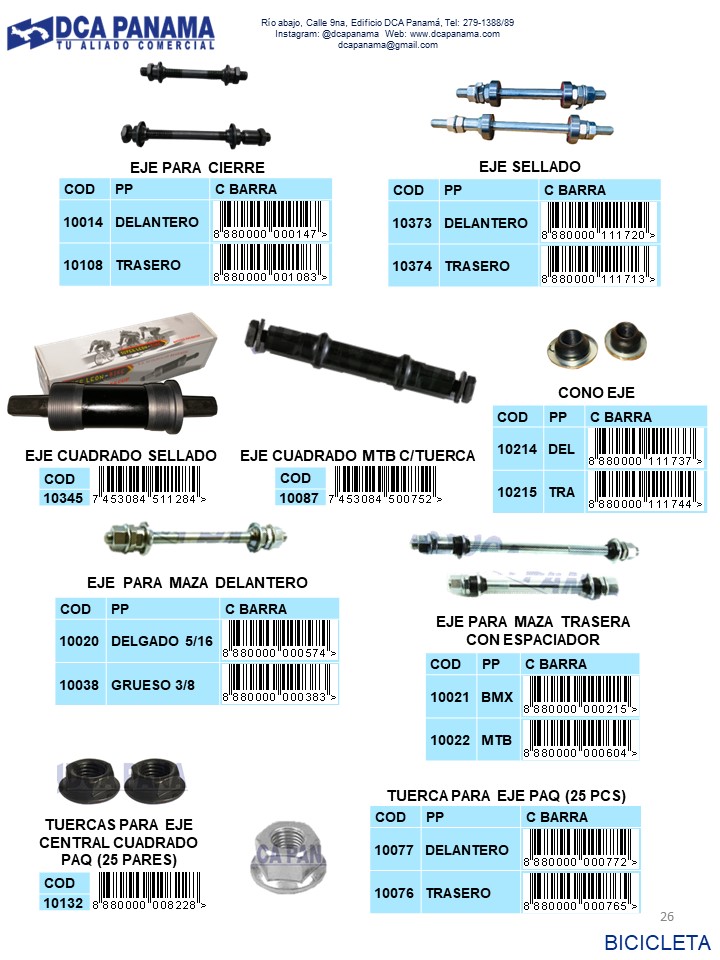 DCA PANAMA
TU ALIADO COMERCIAL
Río abajo, Calle 9na, Edificio DCA Panamá, Tel: 279-1388/89
Instagram: @dcapanama Web: www.dcapanama.com
dcapanama@gmail.com
EJE PARA CIERRE
COD PP C BARRA
10014 DELANTERO 8 880000 000147 >
10108 TRASERO 8 880000 001083 >
EJE SELLADO
COD PP C BARRA
10373 DELANTERO 8 880000 111720 >
10374 TRASERO 8 880000 111713 >
EJE CUADRADO SELLADO
COD
10345 7 453084 511284 >
EJE CUADRADO MTB C/TUERCA
COD
10087 7 453084 500752 >
CONO EJE
COD PP C BARRA
10214 DEL 8 880000 111737 >
10215 TRA 8 880000 111744 >
EJE PARA MAZA DELANTERO
COD PP C BARRA
10020 DELGADO 5/16 8 880000 000574 >
10038 GRUESO 3/8 8 880000 000383 >
EJE PARA MAZA TRASERA
CON ESPACIADOR
COD PP C BARRA
10021 BMX 8 880000 000215 >
10022 MTB 8 880000 000604 >
DCA PANAMA
TUERCAS PARA EJE
CENTRAL CUADRADO
PAQ (25 PARES)
COD
10132 8 880000 008228 >
CA PAN
TUERCA PARA EJE PAQ (25 PCS)
COD PP C BARRA
10077 DELANTERO 8 880000 000772 >
10076 TRASERO 8 880000 000765 >
26
BICICLETA